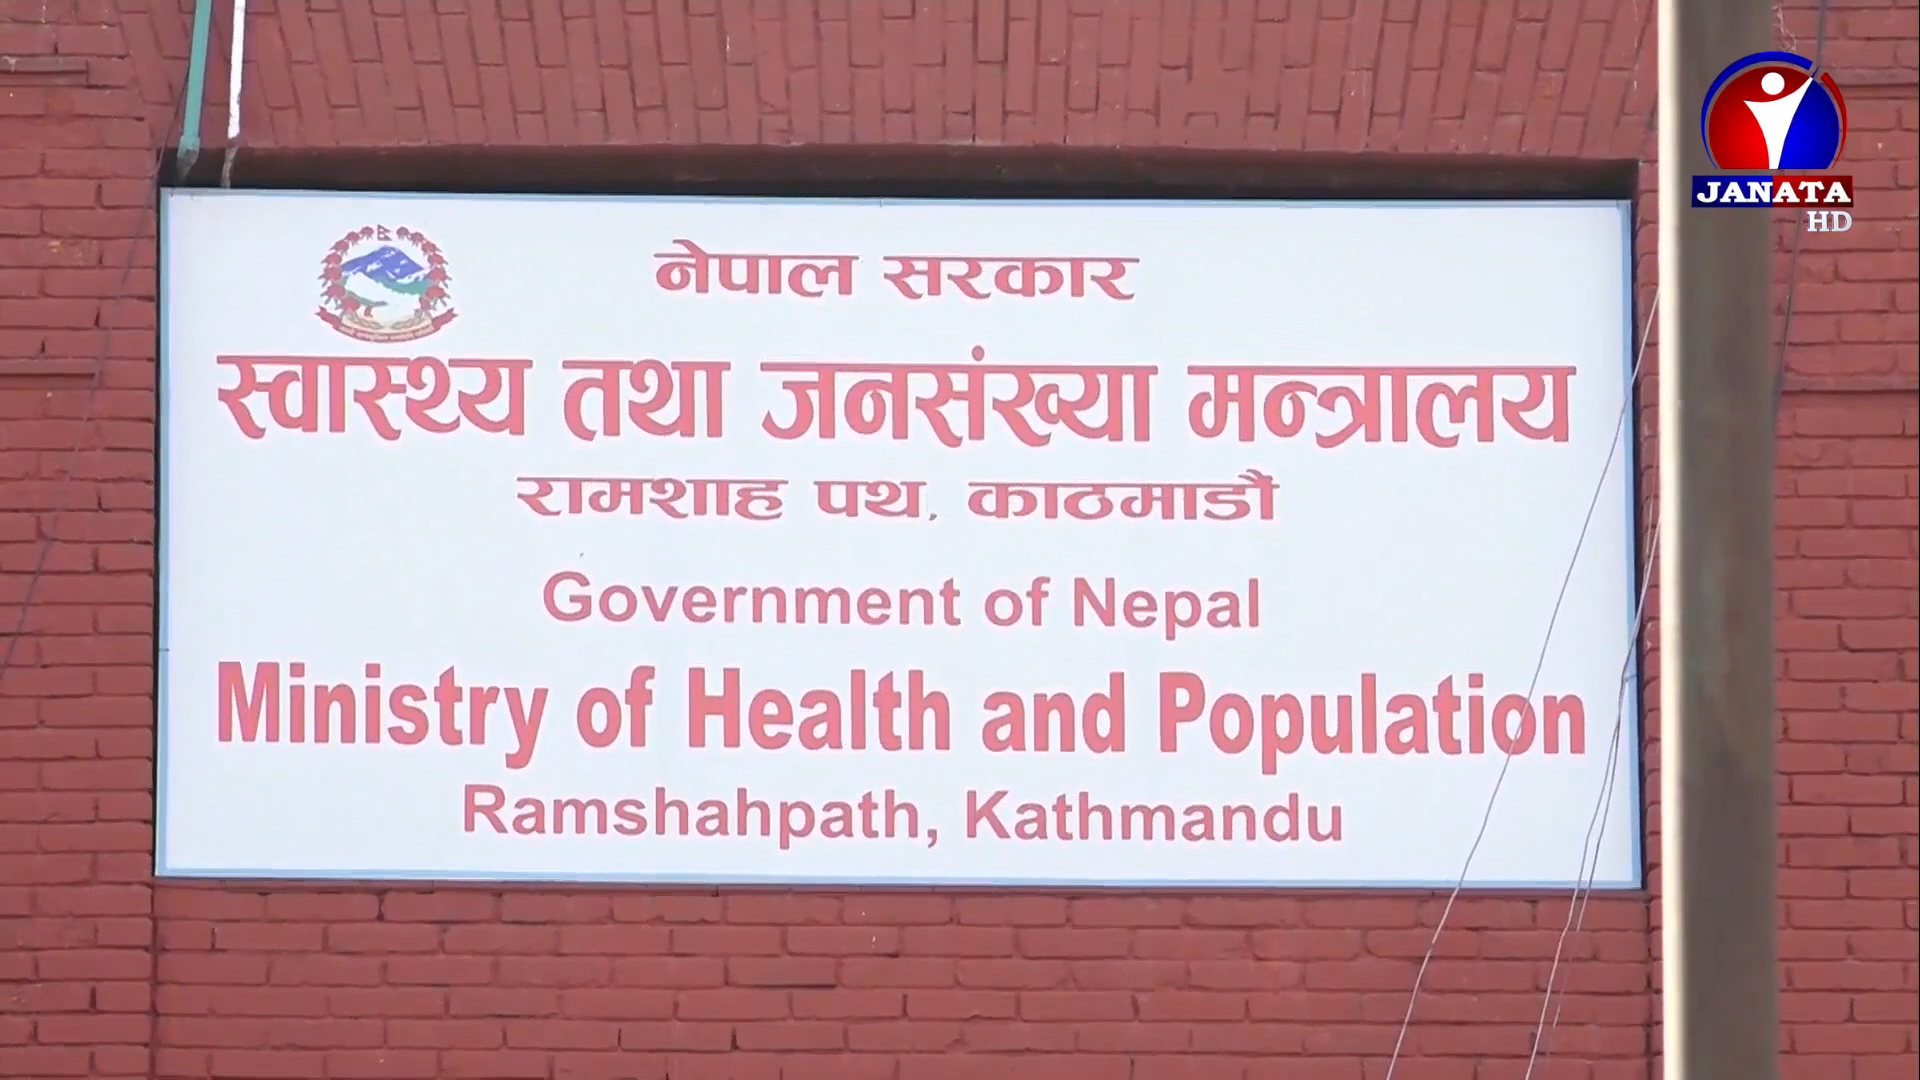 नेपाल सरकार
स्वास्थ्य तथा जनसंख्या मन्त्रालय
रामशाह पथ, काठमाडौं
Government of Nepal
Ministry of Health and Population
Ramshahpath, Kathmandu
JANATA
HD